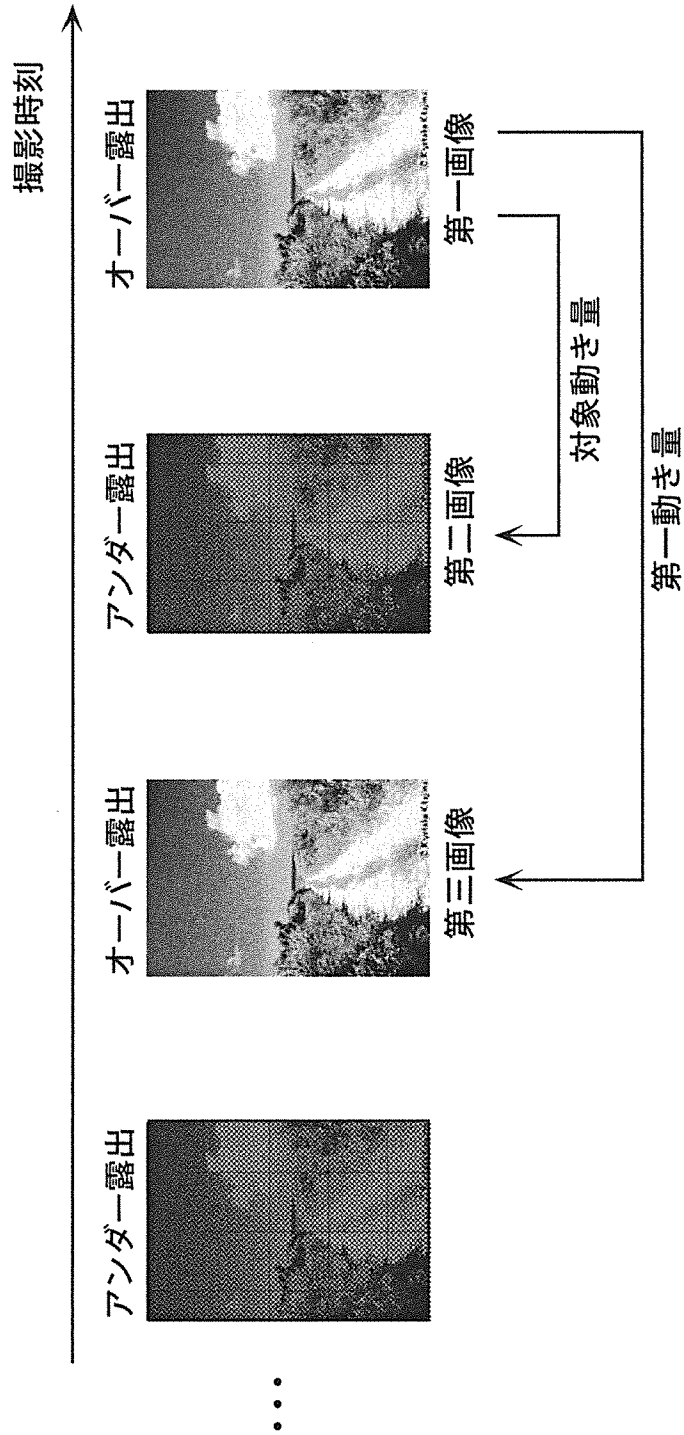 撮影時刻
アンダー露出
オーバー露出
アンダー露出
オーバー露出
第三画像
第二画像
第一画像
対象動き量
第一動き量
...